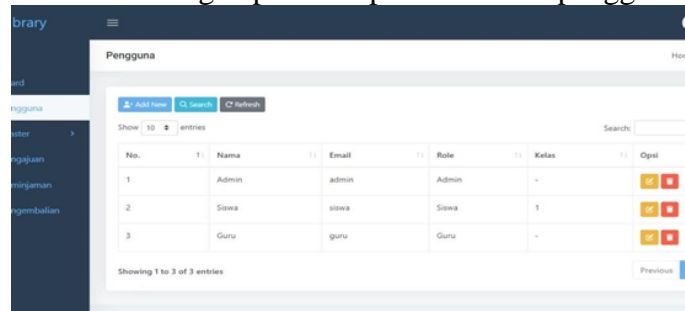 brary
Pengguna
Hor
ard
ngguna
Add New Search Refresh
Show 10 entries
Search:
aster
No. Nama Email Role Kelas Opsi
ngajuan
1 Admin admin Admin -
minjaman
2 Siswa siswa Siswa 1
ngembalian
3 Guru guru Guru -
Showing 1 to 3 of 3 entries
Previous